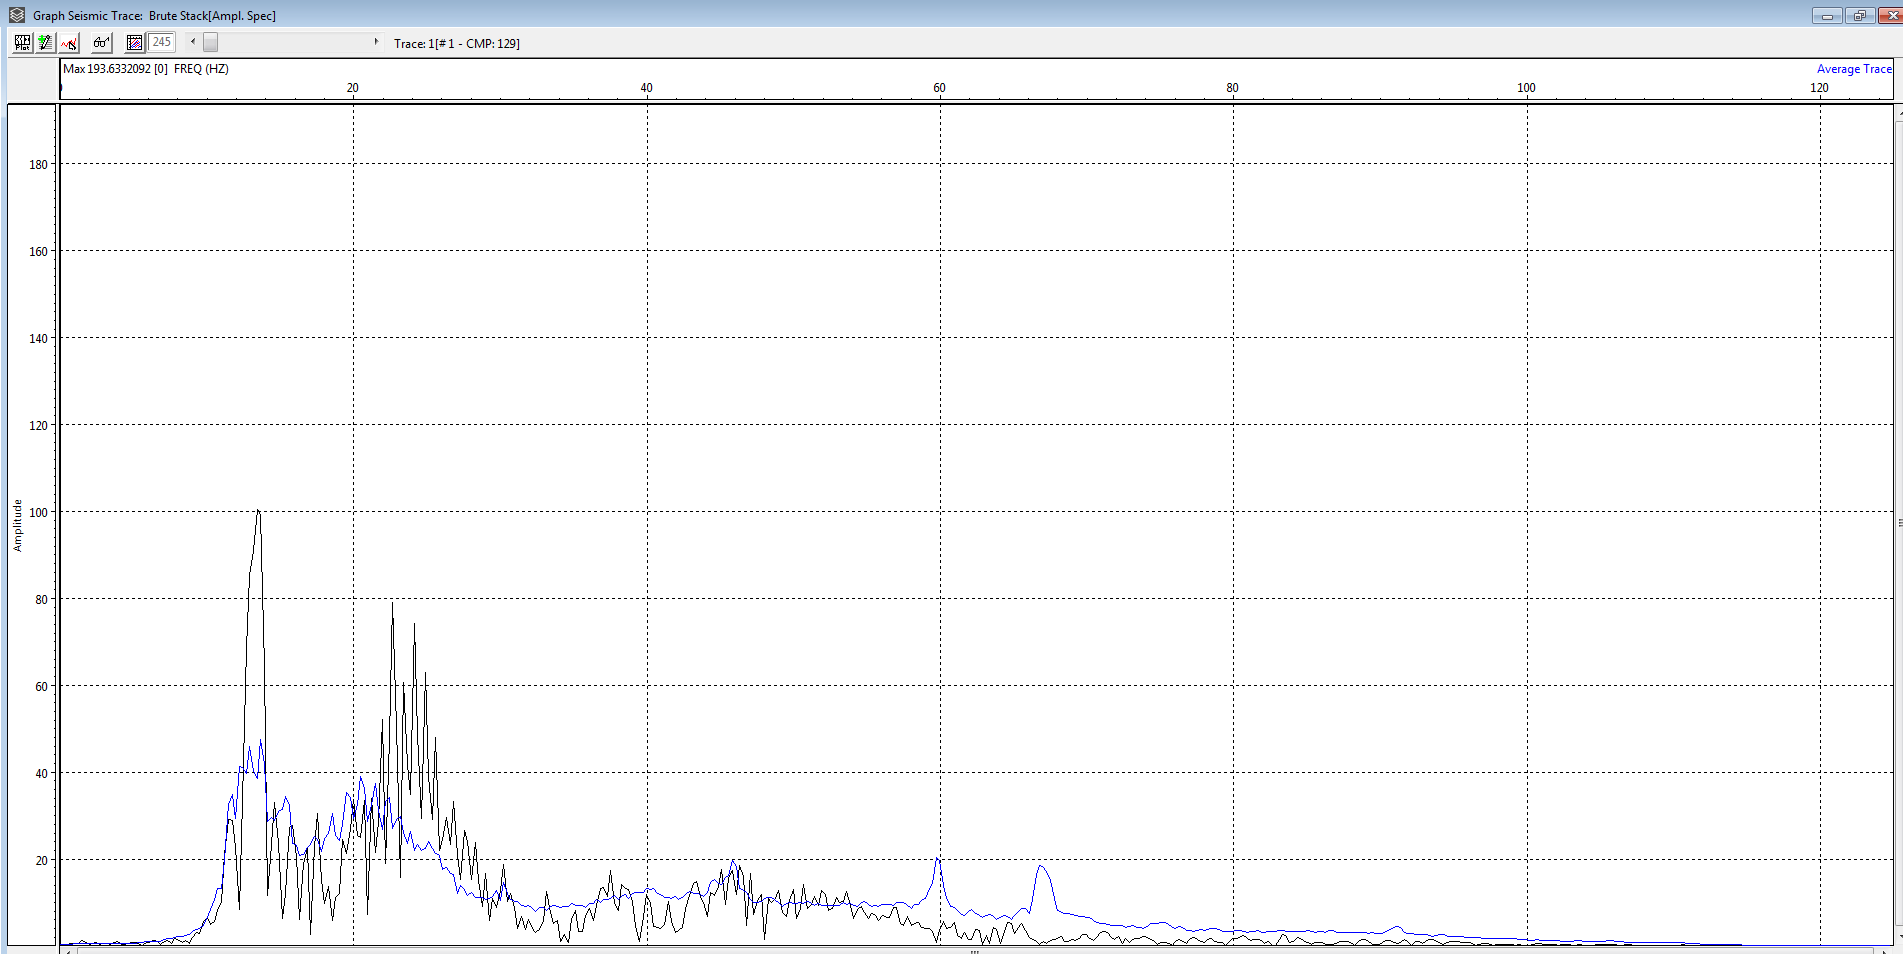 Graph Seismic Trace: Brute Stack[Ampl. Spec]
245
Trace: 1[# 1 - CMP: 129]
Max 193.6332092 [0] FREQ (HZ)
Average Trace
20 40 60 80 100 120
180
160
140
120
100
80
60
40
20
Amplitude